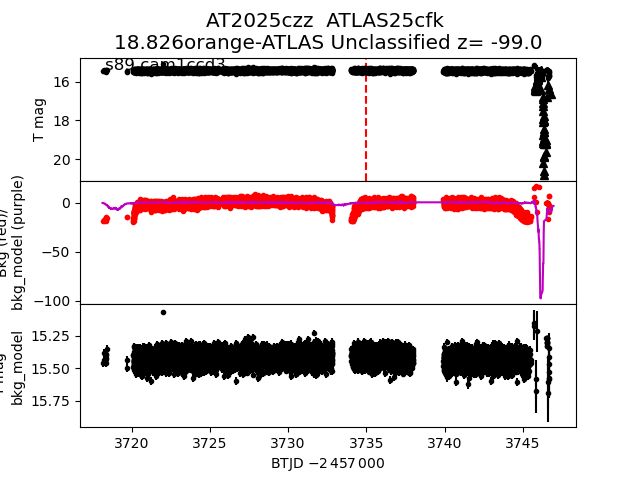 AT2025czz  ATLAS25cfk
18.826orange-ATLAS Unclassified z= -99.0
s89 cam1ccd3
16
18
20
T mag
0
−50
−100
Bkg (red)/
bkg_model (purple)
15.25
15.50
15.75
T mag
bkg_model
3720
3725
3730
3735
3740
3745
BTJD −2 457 000